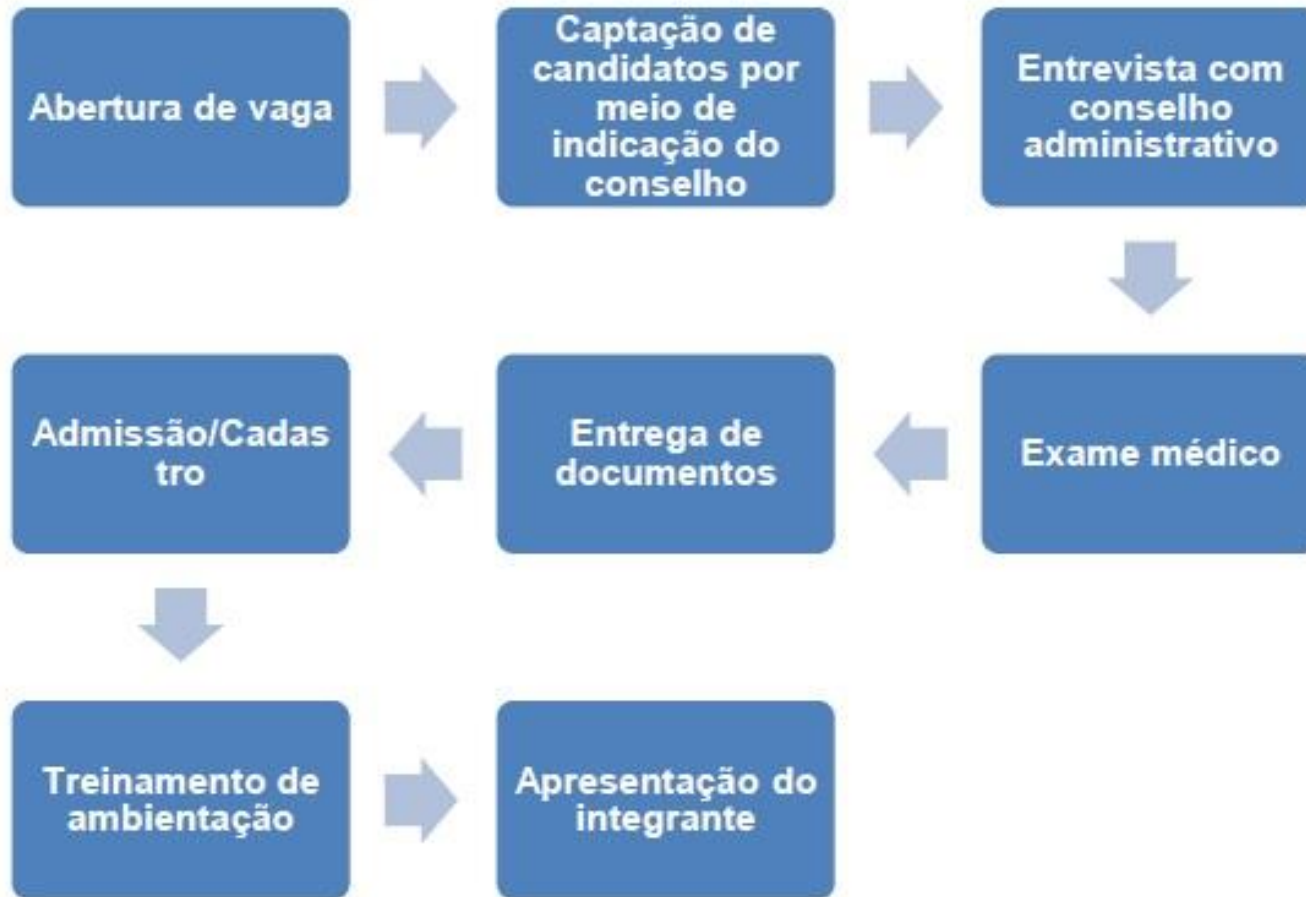 Abertura de vaga
Captação de
candidatos por
meio de
indicação do
conselho
Entrevista com
conselho
administrativo
Exame médico
Entrega de
documentos
Admissão/Cadas
tro
Treinamento de
ambientação
Apresentação do
integrante